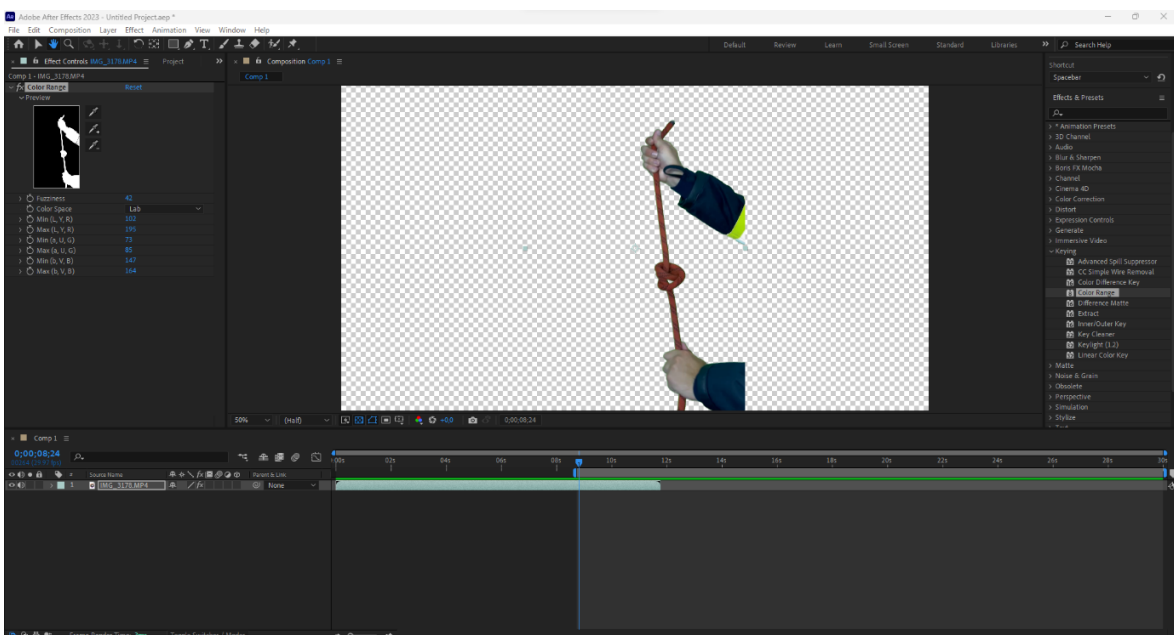 Ae Adobe After Effects 2023 - Untitled Project.aep *
File Edit Composition Layer Effect Animation View Window Help
Default Review Learn Small Screen Standard Libraries Search Help
Effect Controls IMG_3178.MP4 Project
Composition Comp 1
Comp 1 - IMG_3178.MP4
Comp 1
fx Color Range Reset
Preview
Fuzziness 42
Color Space Lab
Min (L, Y, R) 102
Max (L, Y, R) 195
Min (a, U, G) 73
Max (a, U, G) 85
Min (b, V, B) 147
Max (b, V, B) 164
50% (Half) +0,0 0;00;08;24
Shortcut
Spacebar
Effects & Presets
* Animation Presets
3D Channel
Audio
Blur & Sharpen
Boris FX Mocha
Channel
Cinema 4D
Color Correction
Distort
Expression Controls
Generate
Immersive Video
Keying
Advanced Spill Suppressor
CC Simple Wire Removal
Color Difference Key
Color Range
Difference Matte
Extract
Inner/Outer Key
Key Cleaner
Keylight (1.2)
Linear Color Key
Matte
Noise & Grain
Obsolete
Perspective
Simulation
Stylize
Comp 1
0;00;08;24
02s 04s 06s 08s 10s 12s 14s 16s 18s 20s 22s 24s 26s 28s 30s
Source Name Parent & Link
1 IMG_3178.MP4 None